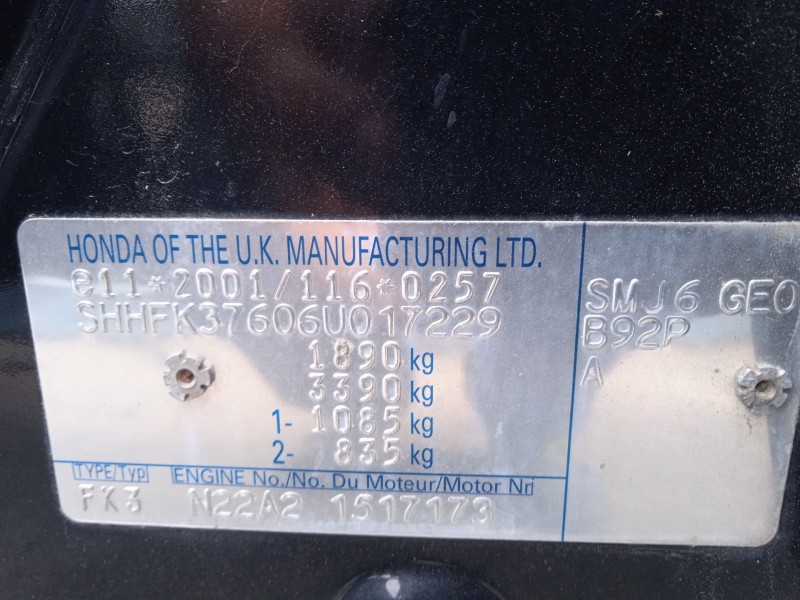 HONDA OF THE U.K. MANUFACTURING LTD.
e11*2001/116*0257
SHHFK37606U017229
1890 kg
3390 kg
1- 1085 kg
2- 835 kg
TYPE/Typ ENGINE No./No. Du Moteur/Motor Nr
FK3 N22A2 1517173
SMJ6 GEO
B92P
A